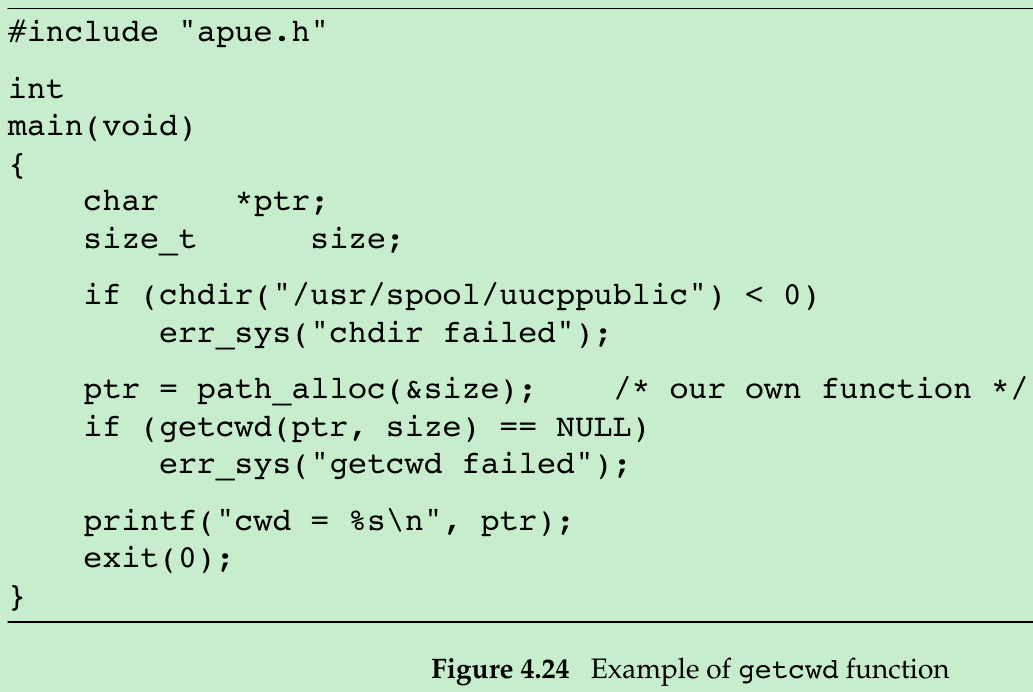 #include "apue.h"
int
main(void)
{
    char    *ptr;
    size_t      size;
    if (chdir("/usr/spool/uucppublic") < 0)
        err_sys("chdir failed");
    ptr = path_alloc(&size);    /* our own function */
    if (getcwd(ptr, size) == NULL)
        err_sys("getcwd failed");
    printf("cwd = %s\n", ptr);
    exit(0);
}
Figure 4.24 Example of getcwd function